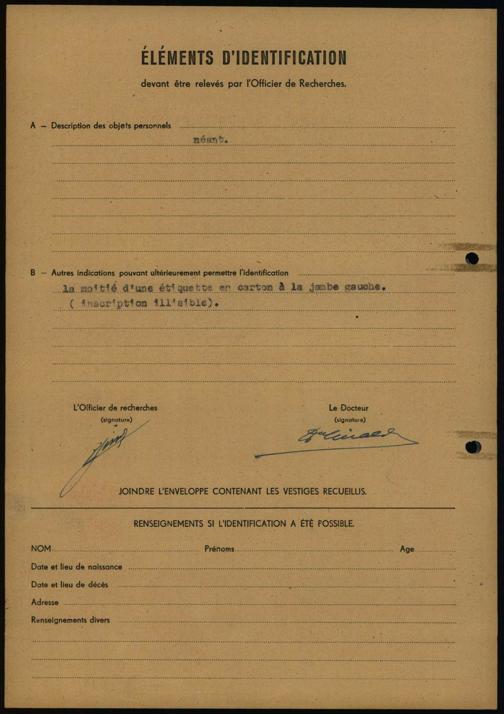 ÉLÉMENTS D'IDENTIFICATION
devant être relevés par l'Officier de Recherches.
A — Description des objets personnels
néant.
B — Autres indications pouvant ultérieurement permettre l'identification
la moitié d'une étiquette en carton à la jambe gauche.
( inscription illisible).
L'Officier de recherches
(signature)
Le Docteur
(signature)
JOINDRE L'ENVELOPPE CONTENANT LES VESTIGES RECUEILLIS.
RENSEIGNEMENTS SI L'IDENTIFICATION A ÉTÉ POSSIBLE.
NOM Prénoms Age
Date et lieu de naissance
Date et lieu de décès
Adresse
Renseignements divers